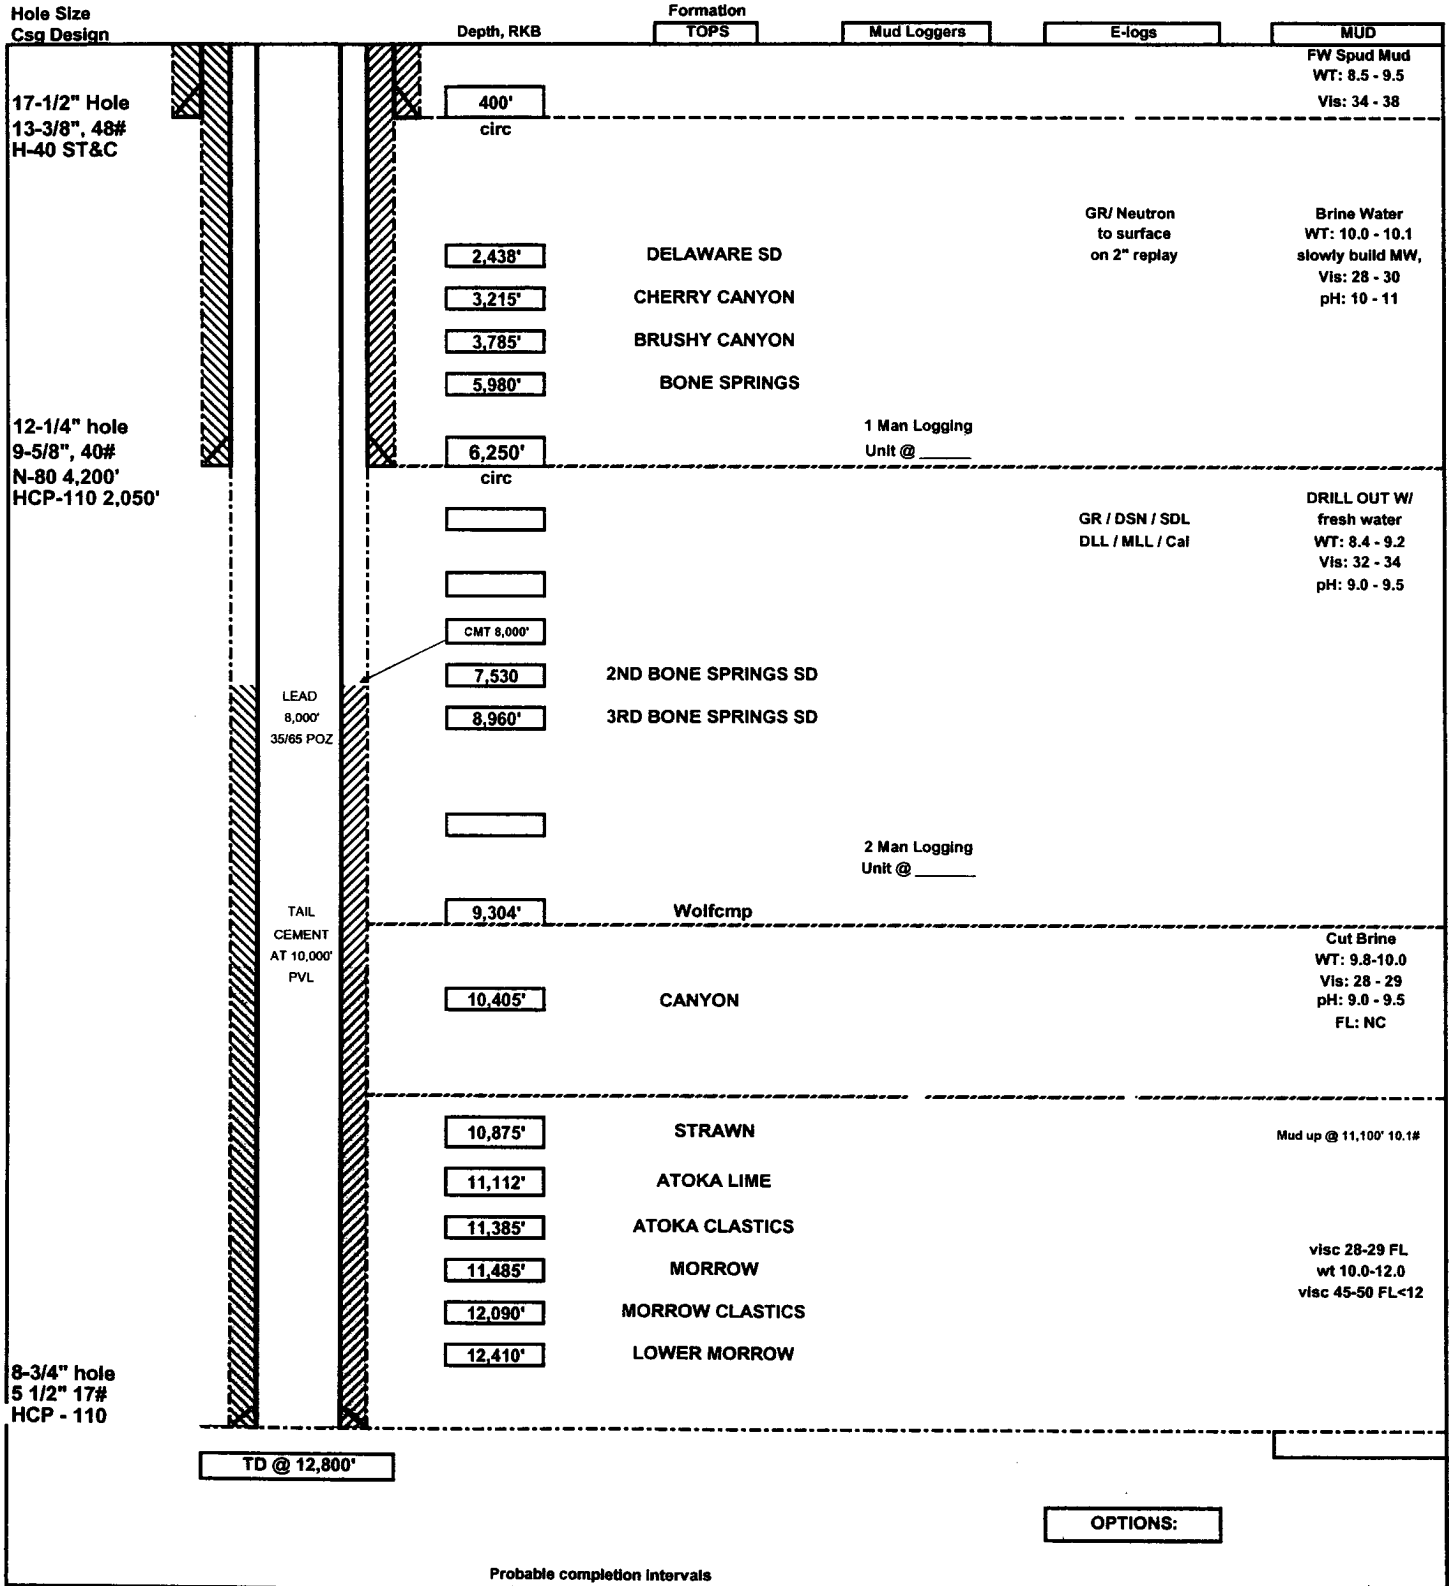 Hole Size
Csg Design
Depth, RKB
Formation
TOPS
Mud Loggers
E-logs
MUD
FW Spud Mud
WT: 8.5 - 9.5
Vis: 34 - 38
17-1/2" Hole
13-3/8", 48#
H-40 ST&C
400'
circ
GR/ Neutron
to surface
on 2" replay
Brine Water
WT: 10.0 - 10.1
slowly build MW,
Vis: 28 - 30
pH: 10 - 11
2,438' DELAWARE SD
3,215' CHERRY CANYON
3,785' BRUSHY CANYON
5,980' BONE SPRINGS
12-1/4" hole
9-5/8", 40#
N-80 4,200'
HCP-110 2,050'
6,250'
circ
1 Man Logging
Unit @ ______
GR / DSN / SDL
DLL / MLL / Cal
DRILL OUT W/
fresh water
WT: 8.4 - 9.2
Vis: 32 - 34
pH: 9.0 - 9.5
CMT 8,000'
7,530 2ND BONE SPRINGS SD
8,960' 3RD BONE SPRINGS SD
LEAD
8,000'
35/65 POZ
2 Man Logging
Unit @ _______
9,304' Wolfcmp
TAIL
CEMENT
AT 10,000'
PVL
Cut Brine
WT: 9.8-10.0
Vis: 28 - 29
pH: 9.0 - 9.5
FL: NC
10,405' CANYON
10,875' STRAWN
Mud up @ 11,100' 10.1#
11,112' ATOKA LIME
11,385' ATOKA CLASTICS
11,485' MORROW
12,090' MORROW CLASTICS
12,410' LOWER MORROW
visc 28-29 FL
wt 10.0-12.0
visc 45-50 FL<12
8-3/4" hole
5 1/2" 17#
HCP - 110
TD @ 12,800'
OPTIONS:
Probable completion intervals